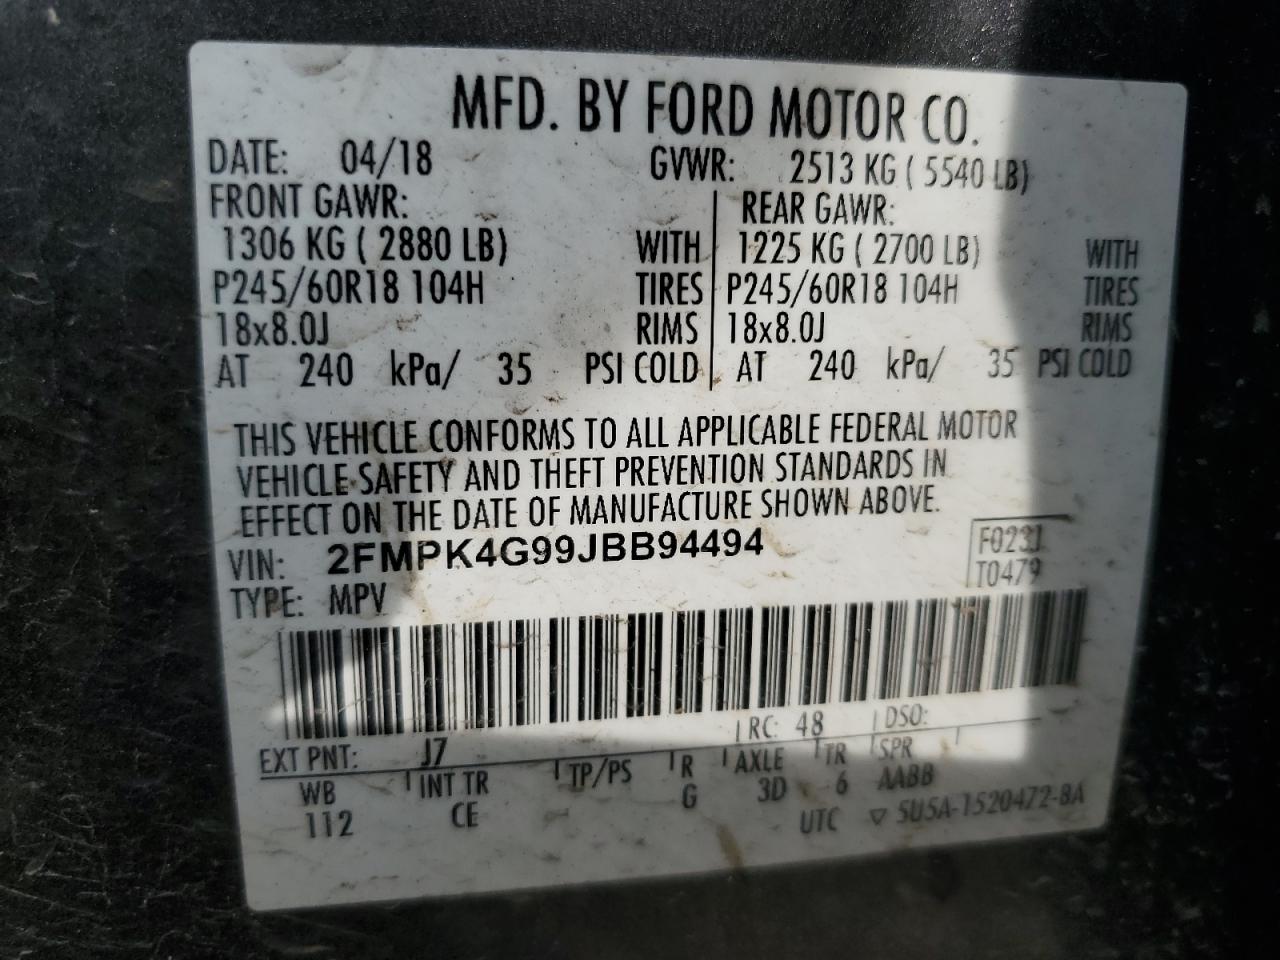 MFD. BY FORD MOTOR CO.
DATE: 04/18 GVWR: 2513 KG ( 5540 LB)
FRONT GAWR: REAR GAWR:
1306 KG ( 2880 LB) WITH 1225 KG ( 2700 LB) WITH
P245/60R18 104H TIRES P245/60R18 104H TIRES
18x8.0J RIMS 18x8.0J RIMS
AT 240 kPa/ 35 PSI COLD AT 240 kPa/ 35 PSI COLD
THIS VEHICLE CONFORMS TO ALL APPLICABLE FEDERAL MOTOR
VEHICLE SAFETY AND THEFT PREVENTION STANDARDS IN
EFFECT ON THE DATE OF MANUFACTURE SHOWN ABOVE.
VIN: 2FMPK4G99JBB94494 F0231
TYPE: MPV T0479
EXT PNT: J7 RC: 48 DSO:
WB INT TR TP/PS R AXLE TR SPR
112 CE G 3D 6 AABB
UTC ▽ 5U5A-1520472-BA